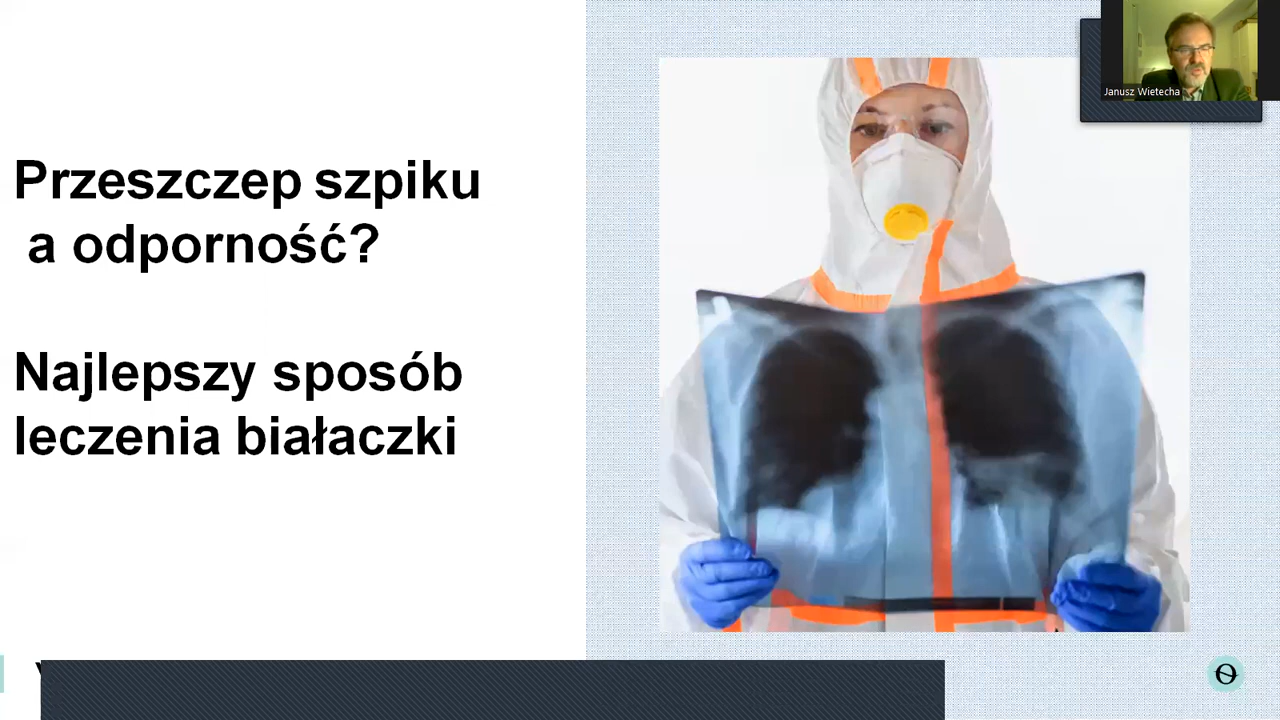 Janusz Wietecha
Przeszczep szpiku
a odporność?
Najlepszy sposób
leczenia białaczki